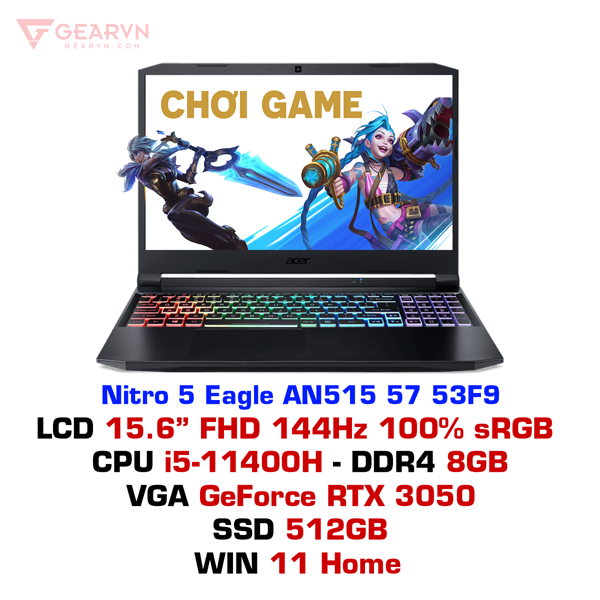 GEARVN
GEARVN.COM
CHƠI GAME
acer
Nitro 5 Eagle AN515 57 53F9
LCD 15.6” FHD 144Hz 100% sRGB
CPU i5-11400H - DDR4 8GB
VGA GeForce RTX 3050
SSD 512GB
WIN 11 Home